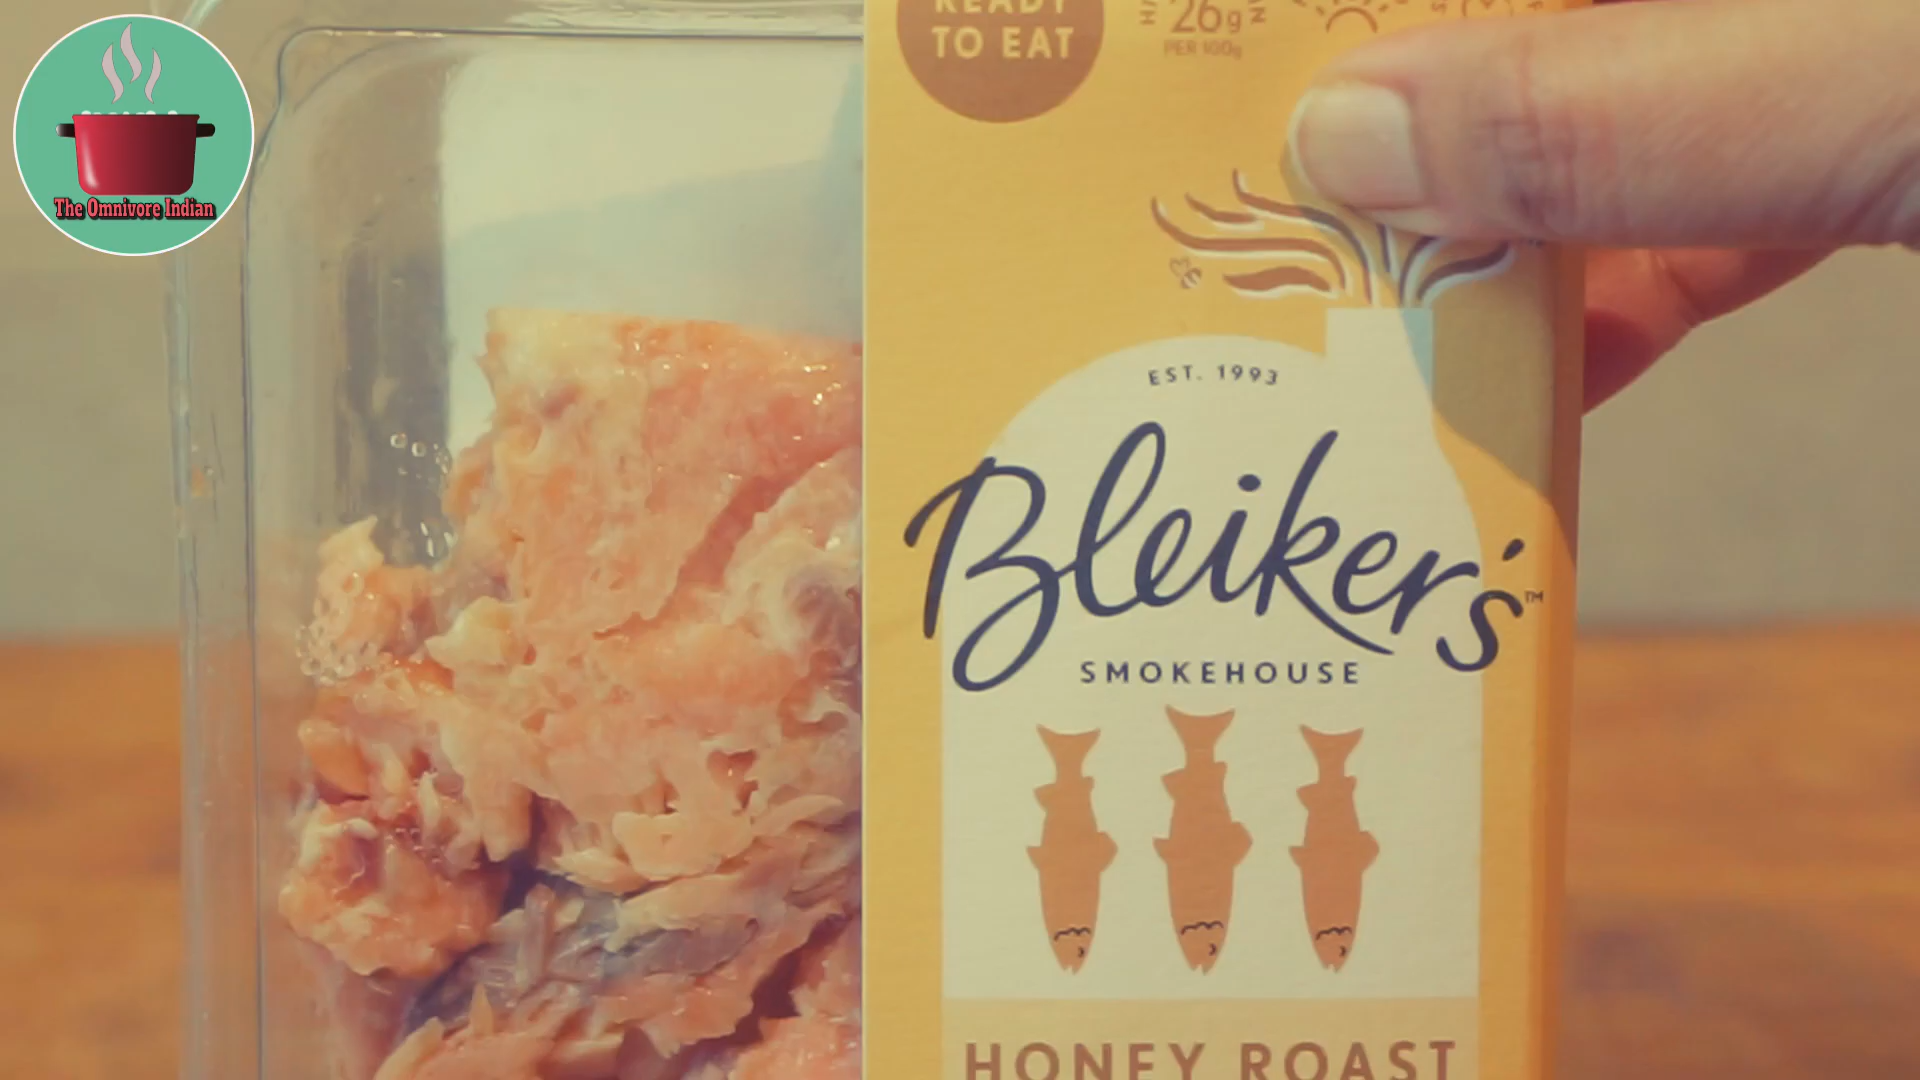 The Omnivore Indian
READY
TO EAT
26g
PER 100g
EST. 1993
Bleiker's™
SMOKEHOUSE
HONEY ROAST